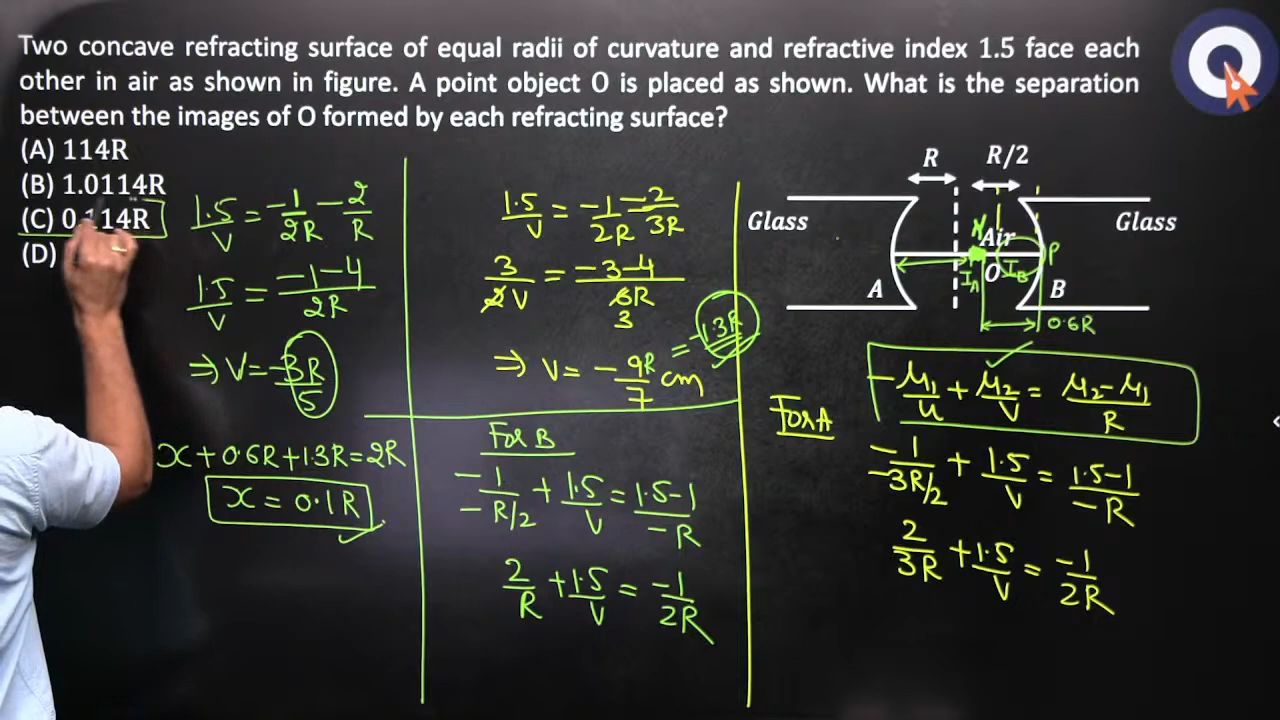 Two concave refracting surface of equal radii of curvature and refractive index 1.5 face each
other in air as shown in figure. A point object O is placed as shown. What is the separation
between the images of O formed by each refracting surface?
(A) 114R
(B) 1.0114R
(C) 0.114R
(D)
1.5/V = -1/2R - 2/R
1.5/V = -1-4/2R
⇒ V = -3R/5
x + 0.6R + 1.3R = 2R
x = 0.1R
1.5/V = -1/2R - 2/3R
3/2V = -3-4/6R
3
⇒ V = -9R/7 cm = -1.3R
For B
-1/-R/2 + 1.5/V = 1.5-1/-R
2/R + 1.5/V = -1/2R
R
R/2
Glass
Air
Glass
N
P
A
I_A
O
I_B
B
0.6R
-μ1/u + μ2/V = μ2-μ1/R
For A
-1/-3R/2 + 1.5/V = 1.5-1/-R
2/3R + 1.5/V = -1/2R